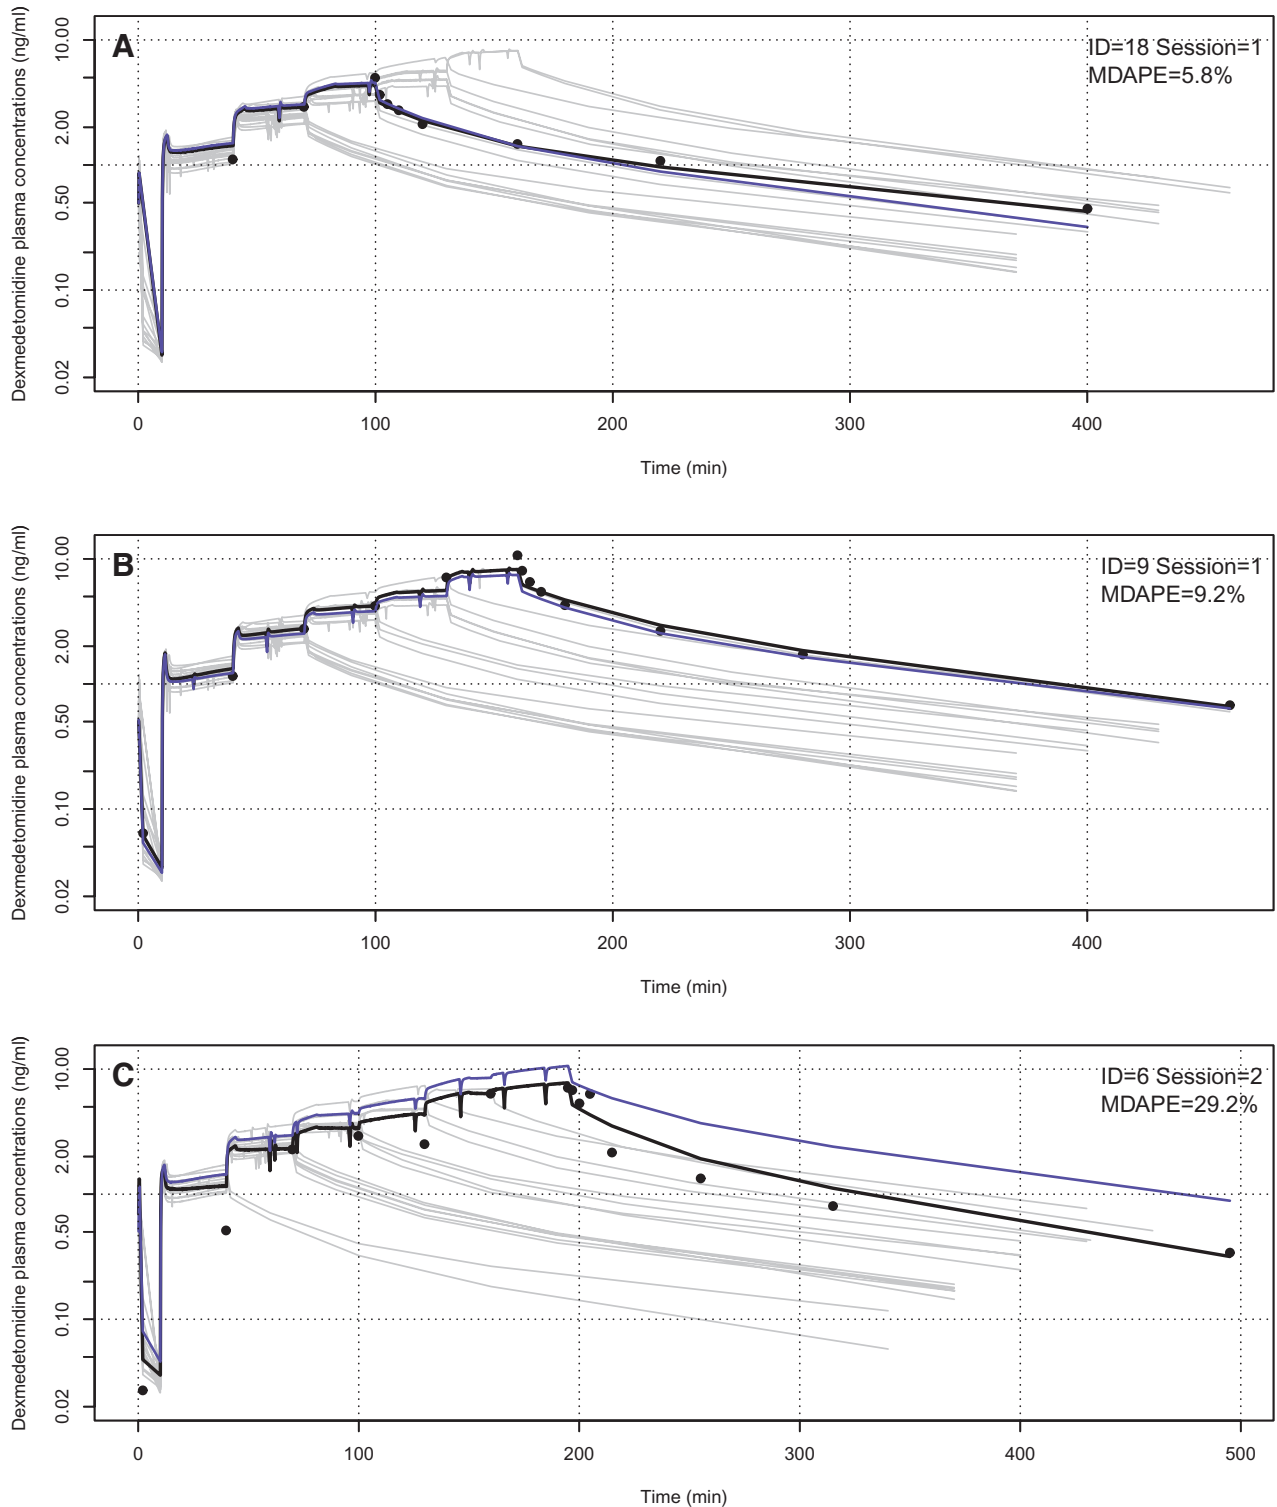 A
ID=18 Session=1
MDAPE=5.8%
Dexmedetomidine plasma concentrations (ng/ml)
10.00
2.00
0.50
0.10
0.02
0 100 200 300 400
Time (min)
B
ID=9 Session=1
MDAPE=9.2%
Dexmedetomidine plasma concentrations (ng/ml)
10.00
2.00
0.50
0.10
0.02
0 100 200 300 400
Time (min)
C
ID=6 Session=2
MDAPE=29.2%
Dexmedetomidine plasma concentrations (ng/ml)
10.00
2.00
0.50
0.10
0.02
0 100 200 300 400 500
Time (min)